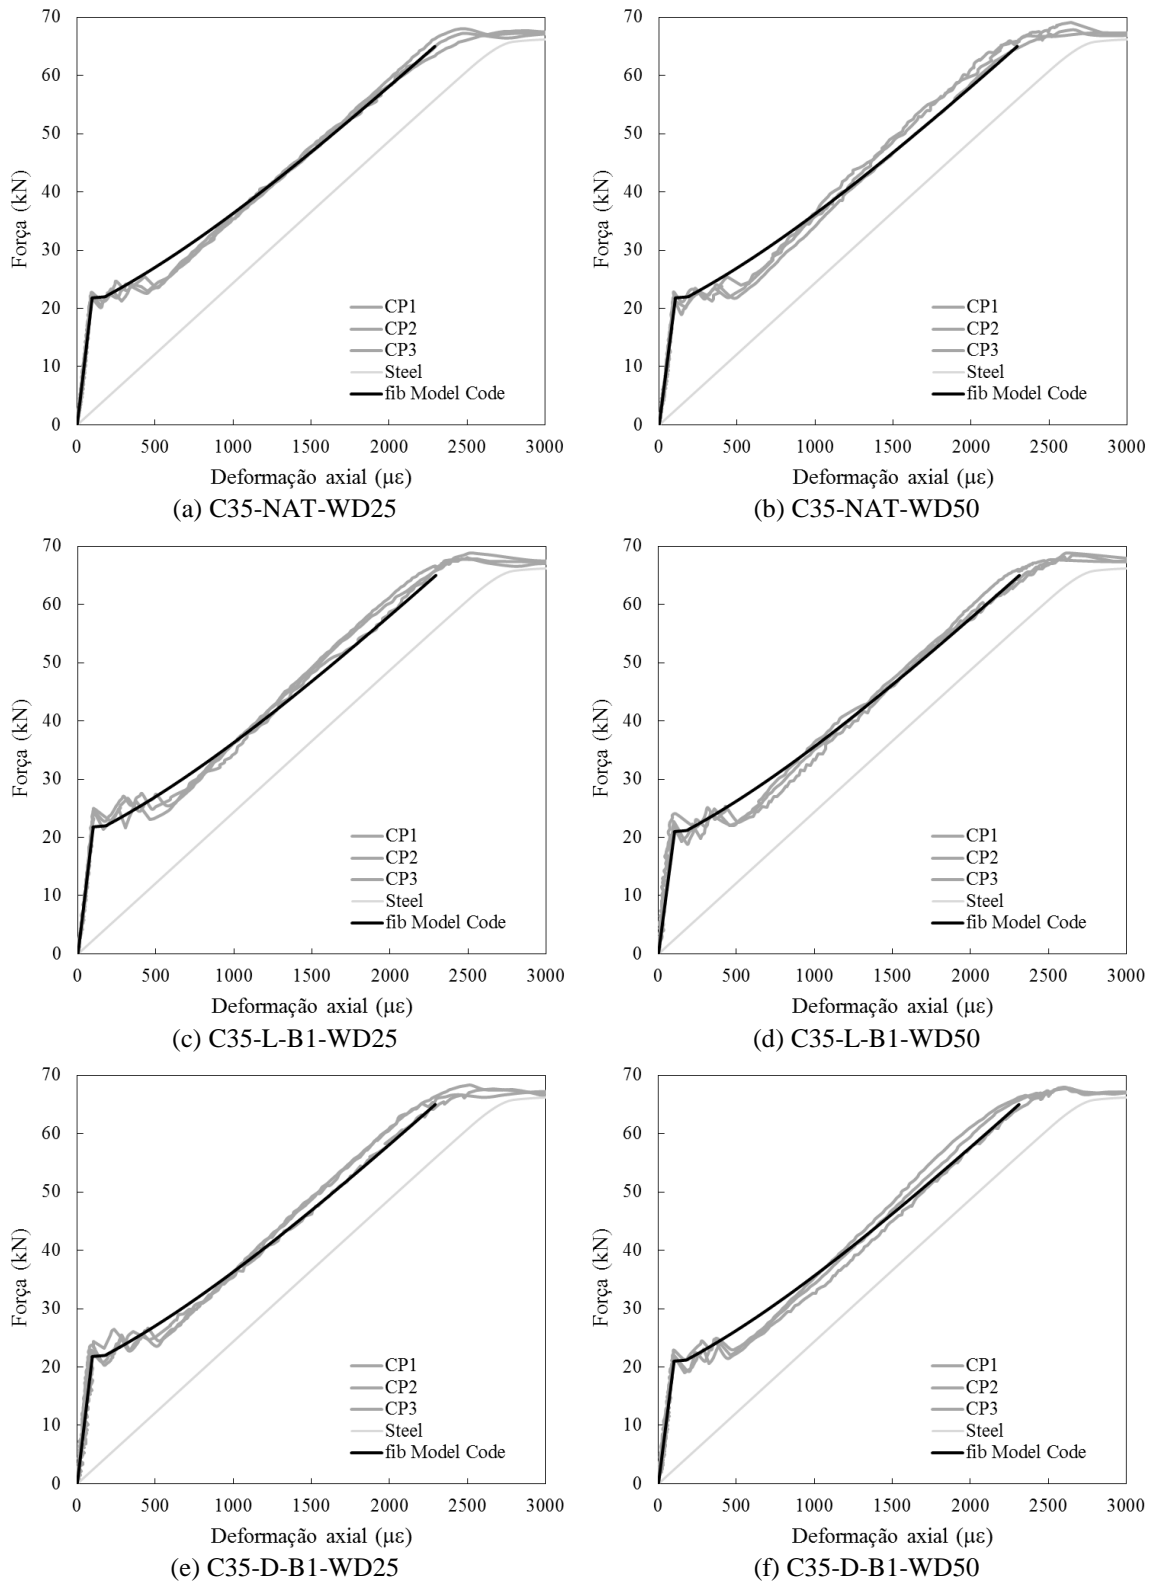 70
60
50
40
30
20
10
0
Força (kN)
CP1
CP2
CP3
Steel
fib Model Code
0 500 1000 1500 2000 2500 3000
Deformação axial (με)
(a) C35-NAT-WD25
70
60
50
40
30
20
10
0
Força (kN)
CP1
CP2
CP3
Steel
fib Model Code
0 500 1000 1500 2000 2500 3000
Deformação axial (με)
(b) C35-NAT-WD50
70
60
50
40
30
20
10
0
Força (kN)
CP1
CP2
CP3
Steel
fib Model Code
0 500 1000 1500 2000 2500 3000
Deformação axial (με)
(c) C35-L-B1-WD25
70
60
50
40
30
20
10
0
Força (kN)
CP1
CP2
CP3
Steel
fib Model Code
0 500 1000 1500 2000 2500 3000
Deformação axial (με)
(d) C35-L-B1-WD50
70
60
50
40
30
20
10
0
Força (kN)
CP1
CP2
CP3
Steel
fib Model Code
0 500 1000 1500 2000 2500 3000
Deformação axial (με)
(e) C35-D-B1-WD25
70
60
50
40
30
20
10
0
Força (kN)
CP1
CP2
CP3
Steel
fib Model Code
0 500 1000 1500 2000 2500 3000
Deformação axial (με)
(f) C35-D-B1-WD50